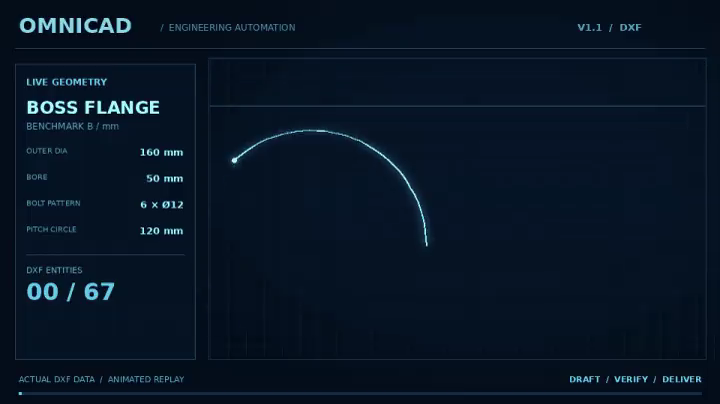 OMNICAD / ENGINEERING AUTOMATION V1.1 / DXF
LIVE GEOMETRY
BOSS FLANGE
BENCHMARK B / mm
OUTER DIA 160 mm
BORE 50 mm
BOLT PATTERN 6 × Ø12
PITCH CIRCLE 120 mm
DXF ENTITIES
00 / 67
ACTUAL DXF DATA / ANIMATED REPLAY DRAFT / VERIFY / DELIVER